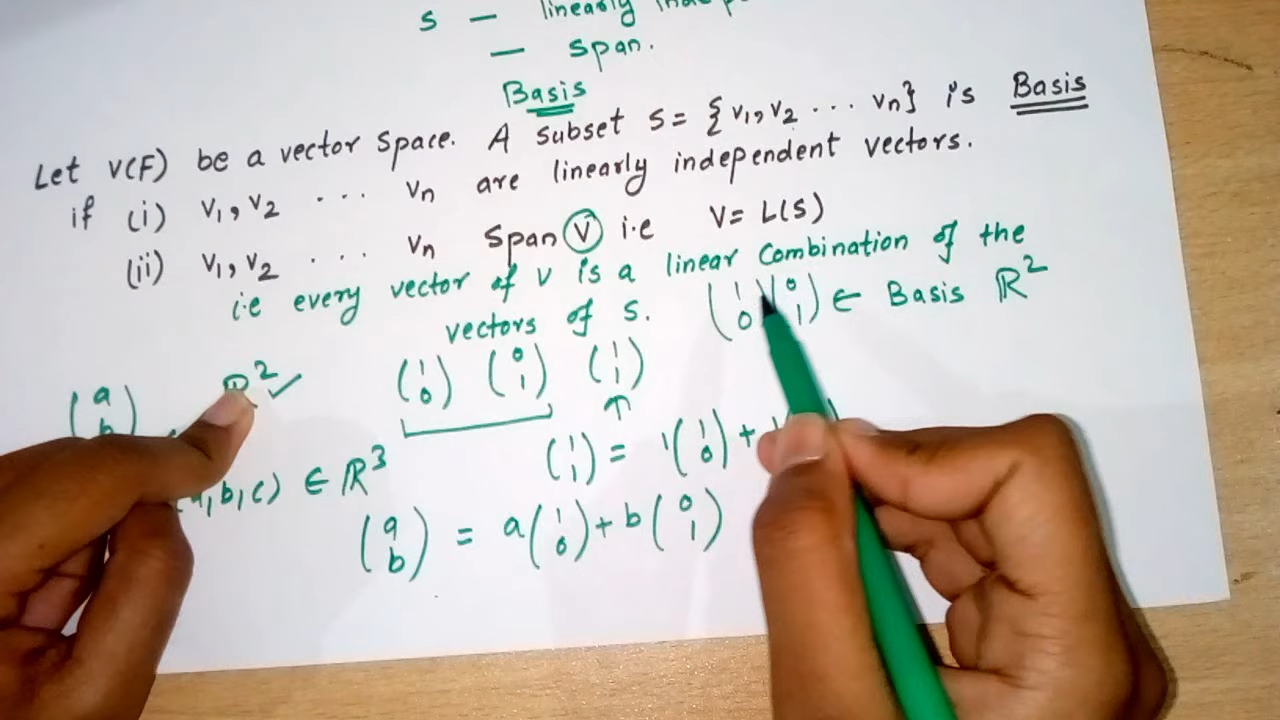 S — linearly
— span.
Basis
Let V(F) be a vector space. A subset S = {v₁, v₂ ... vₙ} is Basis
if (i) v₁, v₂ ... vₙ are linearly independent vectors.
(ii) v₁, v₂ ... vₙ span V i.e V = L(S)
i.e every vector of V is a linear combination of the
vectors of S. (1 0) (0 1) ∈ Basis ℝ²
(a b) ℝ² ✓ (1 0) (0 1) (1 1)
↑
(1 1) = 1(1 0) +
a, b, c) ∈ ℝ³
(a b) = a(1 0) + b(0 1)